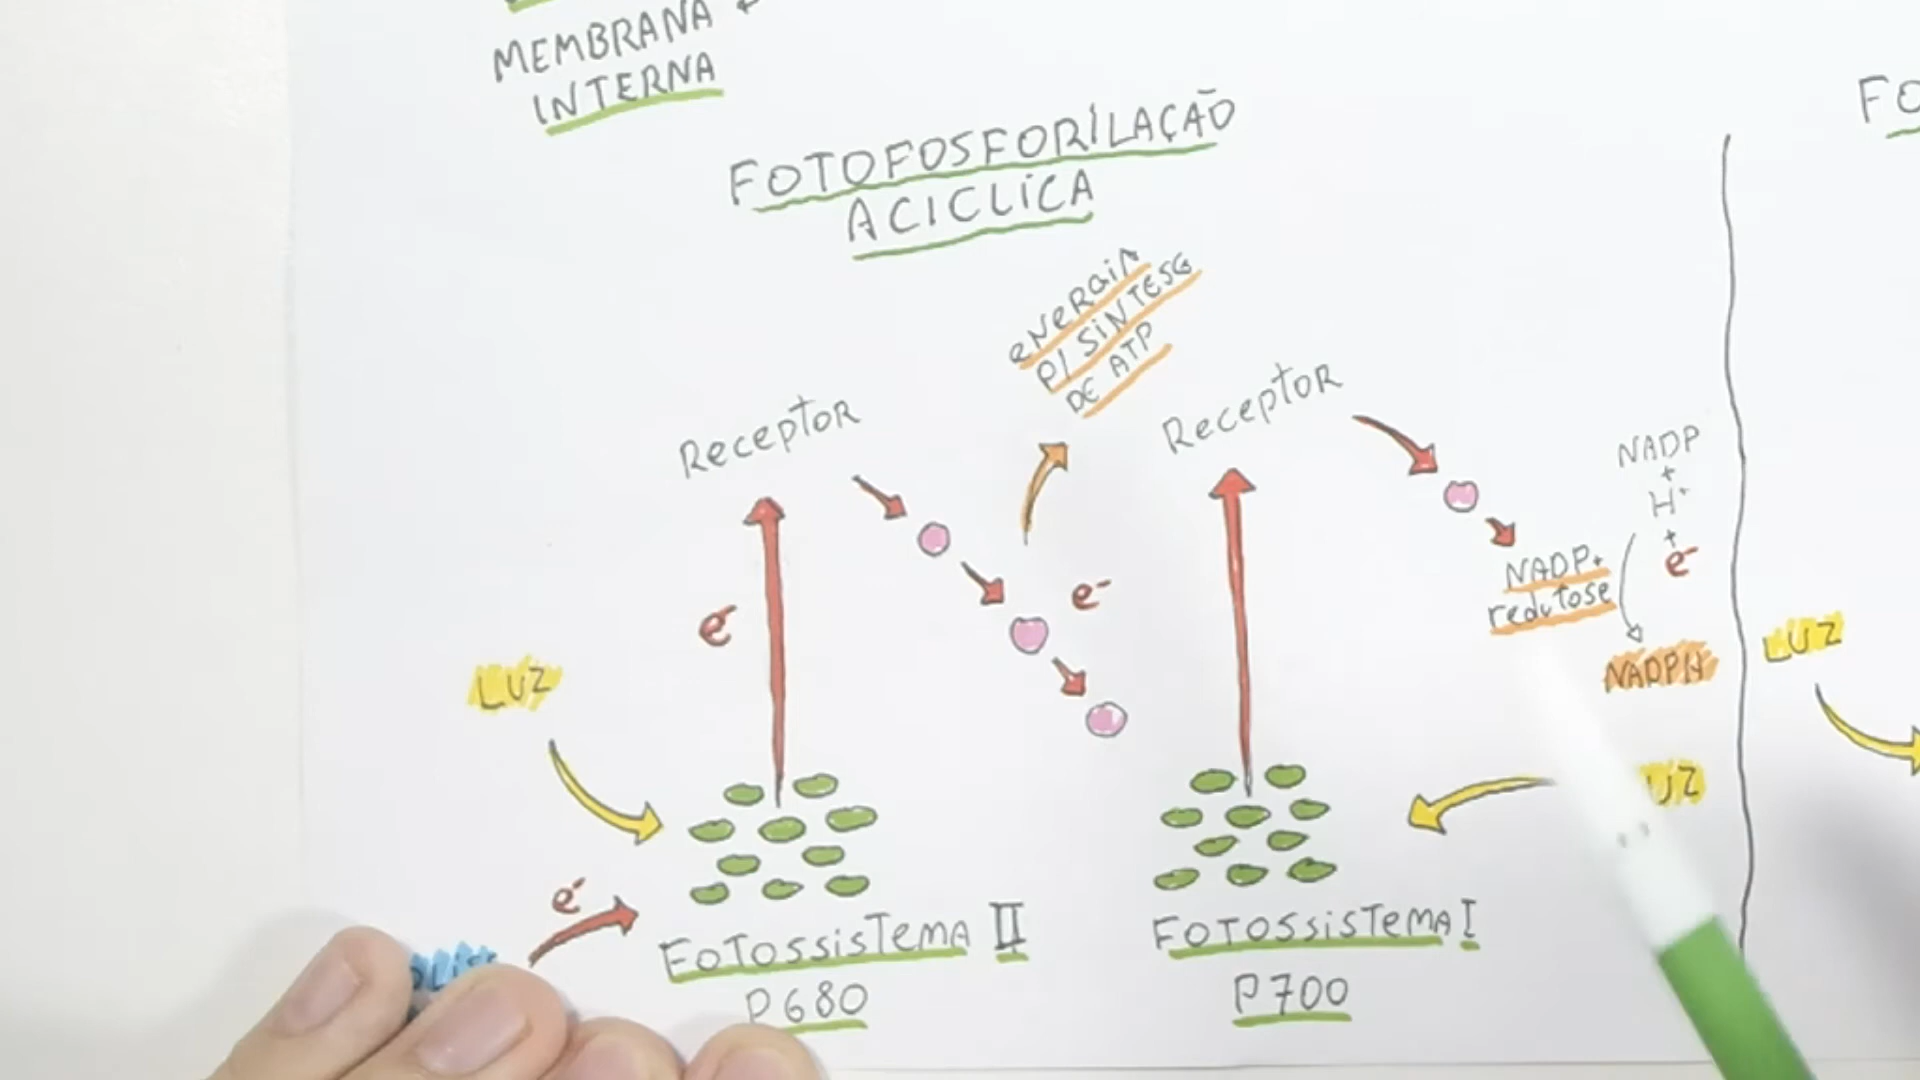 MEMBRANA
INTERNA
FOTOFOSFORILAÇÃO
ACICLICA
ENERGIA
P/ SINTESE
DE ATP
Receptor
Receptor
NADP
+
H+
+
e-
NADP+
redutose
NADPH
e-
e-
LUZ
LUZ
e-
FOTOSSISTEMA II
P680
FOTOSSISTEMA I
P700